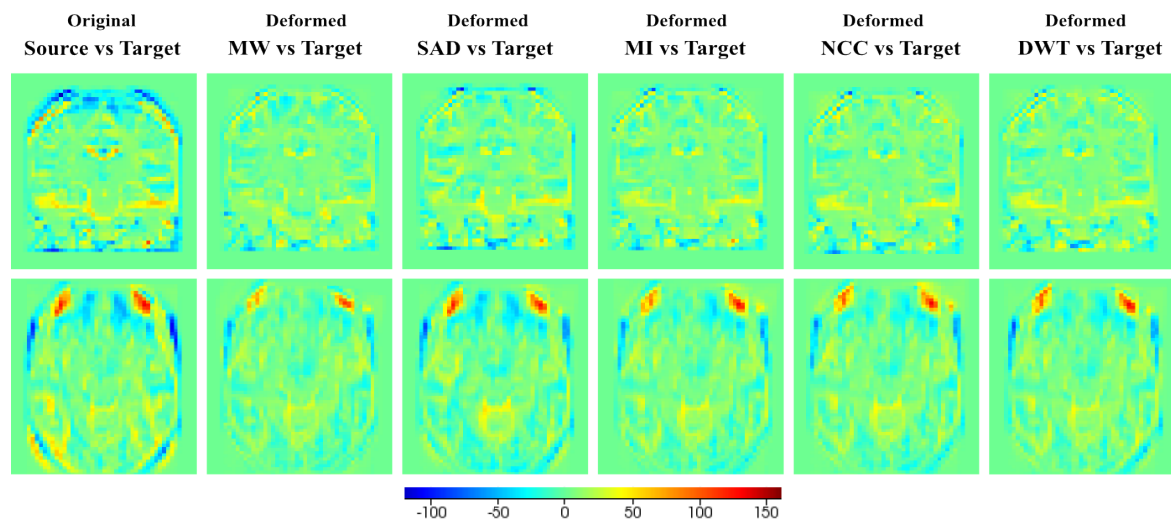 Original
Source vs Target
Deformed
MW vs Target
Deformed
SAD vs Target
Deformed
MI vs Target
Deformed
NCC vs Target
Deformed
DWT vs Target
-100 -50 0 50 100 150